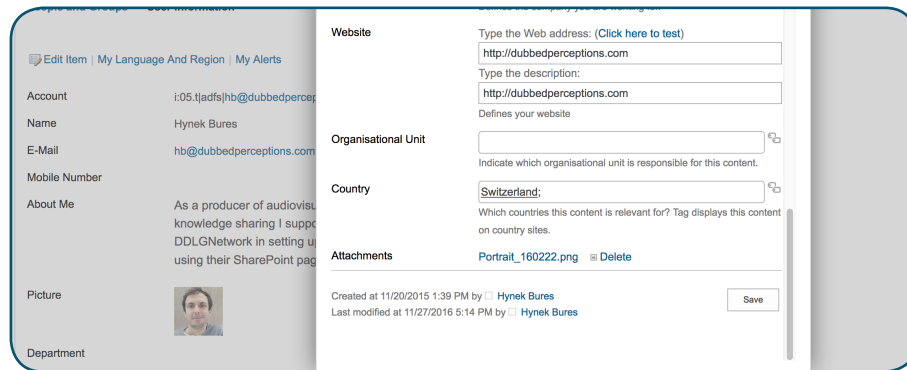 People and Groups User Information
Edit Item | My Language And Region | My Alerts
Account i:05.t|adfs|hb@dubbedpercep
Name Hynek Bures
E-Mail hb@dubbedperceptions.com
Mobile Number
About Me As a producer of audiovisu
knowledge sharing I suppo
DDLGNetwork in setting u
using their SharePoint pag
Picture
Department
Defines the company you are working for.
Website Type the Web address: (Click here to test)
http://dubbedperceptions.com
Type the description:
http://dubbedperceptions.com
Defines your website
Organisational Unit
Indicate which organisational unit is responsible for this content.
Country Switzerland;
Which countries this content is relevant for? Tag displays this content
on country sites.
Attachments Portrait_160222.png Delete
Created at 11/20/2015 1:39 PM by Hynek Bures
Last modified at 11/27/2016 5:14 PM by Hynek Bures
Save